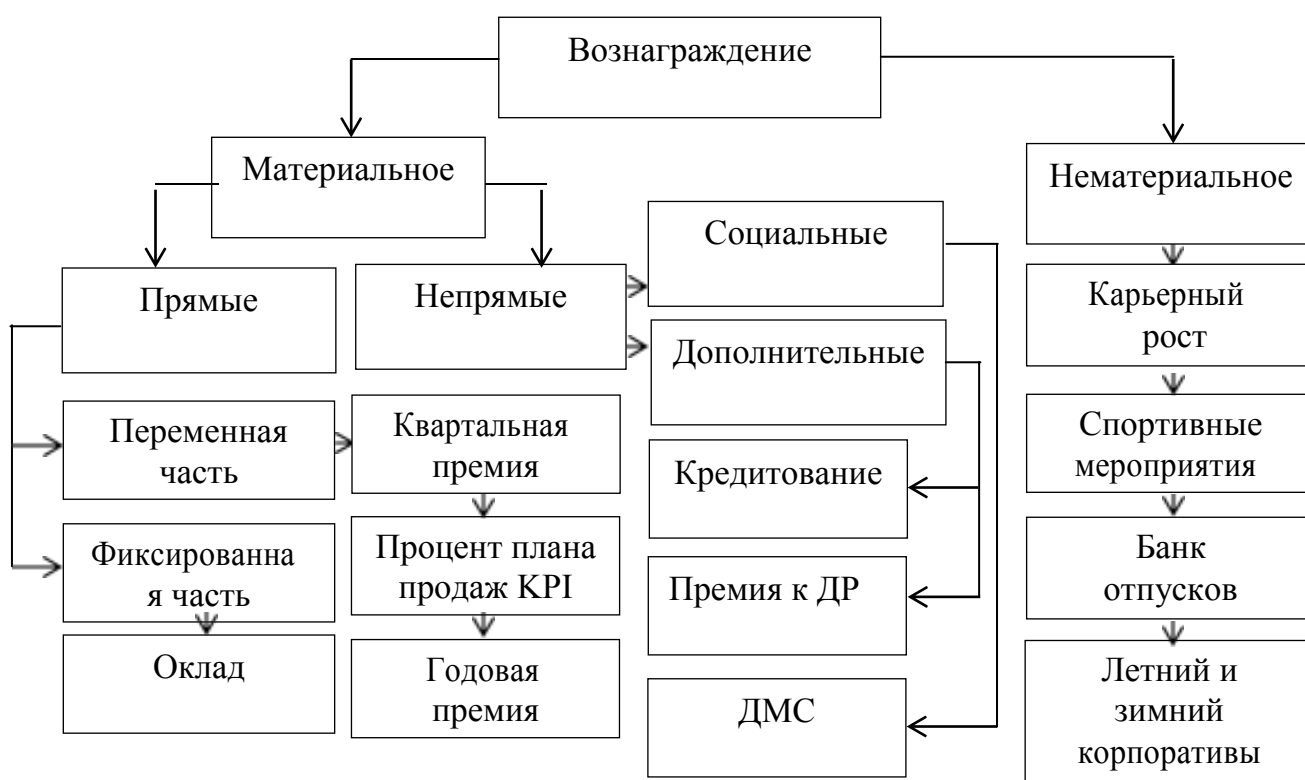 Вознаграждение
Материальное
Нематериальное
Социальные
Прямые
Непрямые
Карьерный
рост
Дополнительные
Переменная
часть
Квартальная
премия
Кредитование
Спортивные
мероприятия
Фиксированна
я часть
Процент плана
продаж KPI
Премия к ДР
Банк
отпусков
Оклад
Годовая
премия
ДМС
Летний и
зимний
корпоративы